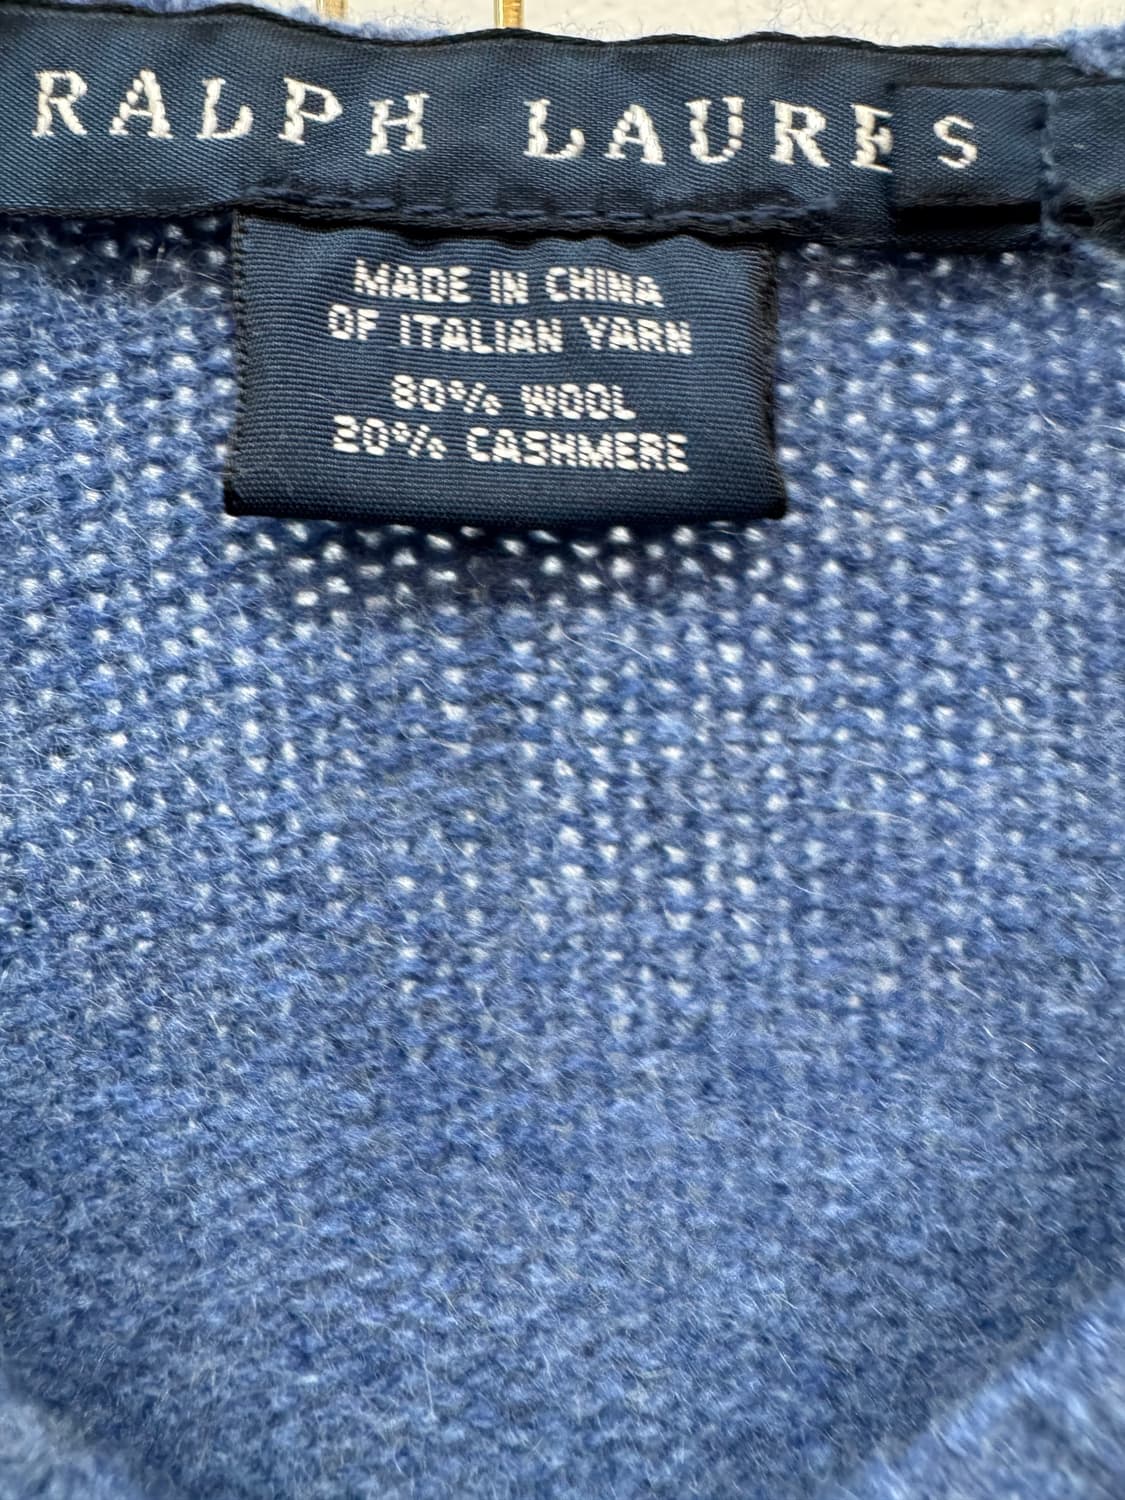 RALPH LAURE S
MADE IN CHINA
OF ITALIAN YARN
80% WOOL
20% CASHMERE